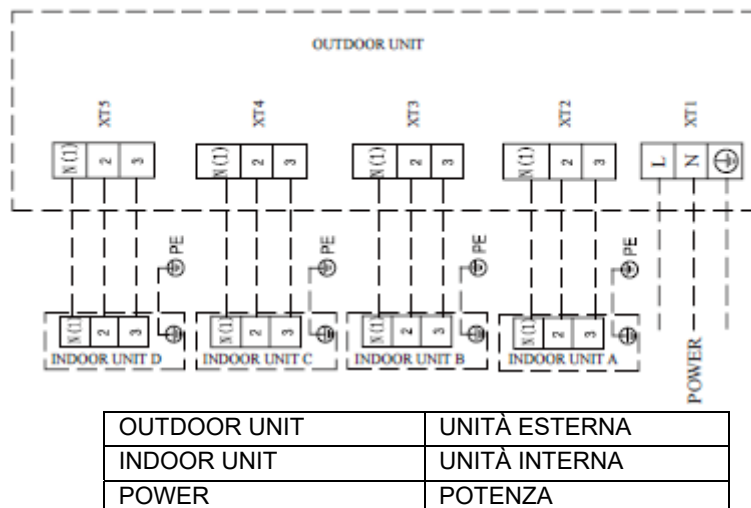 OUTDOOR UNIT
XT5 XT4 XT3 XT2 XT1
N(1) 2 3 N(1) 2 3 N(1) 2 3 N(1) 2 3 L N
PE PE PE PE
N(1) 2 3 N(1) 2 3 N(1) 2 3 N(1) 2 3
INDOOR UNIT D INDOOR UNIT C INDOOR UNIT B INDOOR UNIT A
POWER
OUTDOOR UNIT UNITÀ ESTERNA
INDOOR UNIT UNITÀ INTERNA
POWER POTENZA